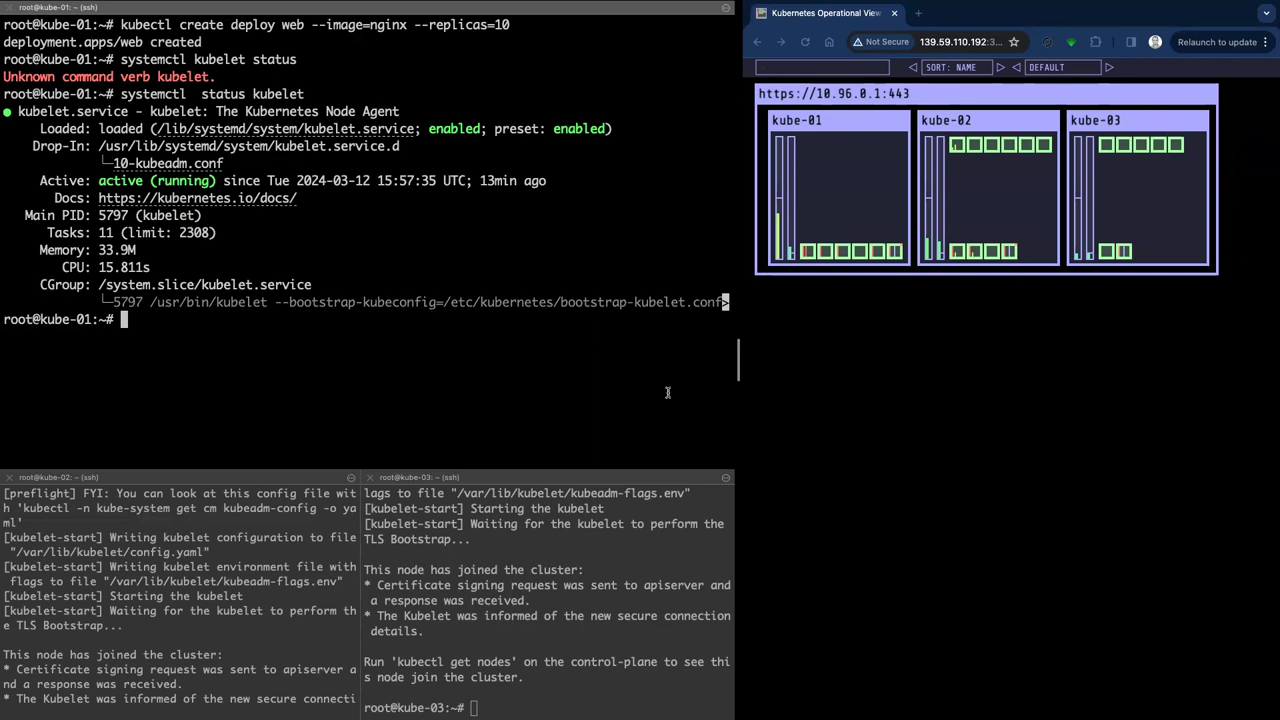 root@kube-01: ~ (ssh)
root@kube-01:~# kubectl create deploy web --image=nginx --replicas=10
deployment.apps/web created
root@kube-01:~# systemctl kubelet status
Unknown command verb kubelet.
root@kube-01:~# systemctl  status kubelet
● kubelet.service - kubelet: The Kubernetes Node Agent
Loaded: loaded (/lib/systemd/system/kubelet.service; enabled; preset: enabled)
Drop-In: /usr/lib/systemd/system/kubelet.service.d
└─10-kubeadm.conf
Active: active (running) since Tue 2024-03-12 15:57:35 UTC; 13min ago
Docs: https://kubernetes.io/docs/
Main PID: 5797 (kubelet)
Tasks: 11 (limit: 2308)
Memory: 33.9M
CPU: 15.811s
CGroup: /system.slice/kubelet.service
└─5797 /usr/bin/kubelet --bootstrap-kubeconfig=/etc/kubernetes/bootstrap-kubelet.conf>
root@kube-01:~#
root@kube-02: ~ (ssh)
[preflight] FYI: You can look at this config file wit
h 'kubectl -n kube-system get cm kubeadm-config -o ya
ml'
[kubelet-start] Writing kubelet configuration to file
"/var/lib/kubelet/config.yaml"
[kubelet-start] Writing kubelet environment file with
flags to file "/var/lib/kubelet/kubeadm-flags.env"
[kubelet-start] Starting the kubelet
[kubelet-start] Waiting for the kubelet to perform th
e TLS Bootstrap...
This node has joined the cluster:
* Certificate signing request was sent to apiserver a
nd a response was received.
* The Kubelet was informed of the new secure connecti
root@kube-03: ~ (ssh)
lags to file "/var/lib/kubelet/kubeadm-flags.env"
[kubelet-start] Starting the kubelet
[kubelet-start] Waiting for the kubelet to perform the
TLS Bootstrap...
This node has joined the cluster:
* Certificate signing request was sent to apiserver and
a response was received.
* The Kubelet was informed of the new secure connection
details.
Run 'kubectl get nodes' on the control-plane to see thi
s node join the cluster.
root@kube-03:~#
Kubernetes Operational View
Not Secure 139.59.110.192:3... Relaunch to update
SORT: NAME DEFAULT
https://10.96.0.1:443
kube-01 kube-02 kube-03